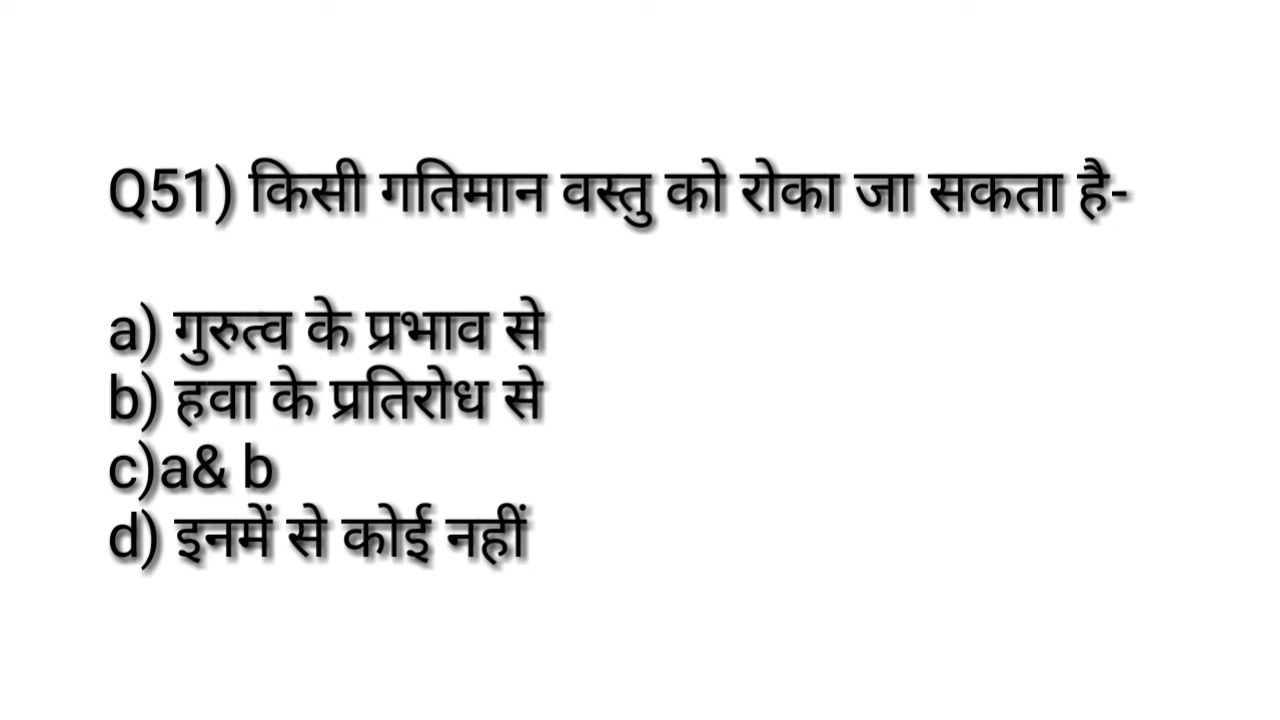 Q51) किसी गतिमान वस्तु को रोका जा सकता है-
a) गुरुत्व के प्रभाव से
b) हवा के प्रतिरोध से
c)a& b
d) इनमें से कोई नहीं